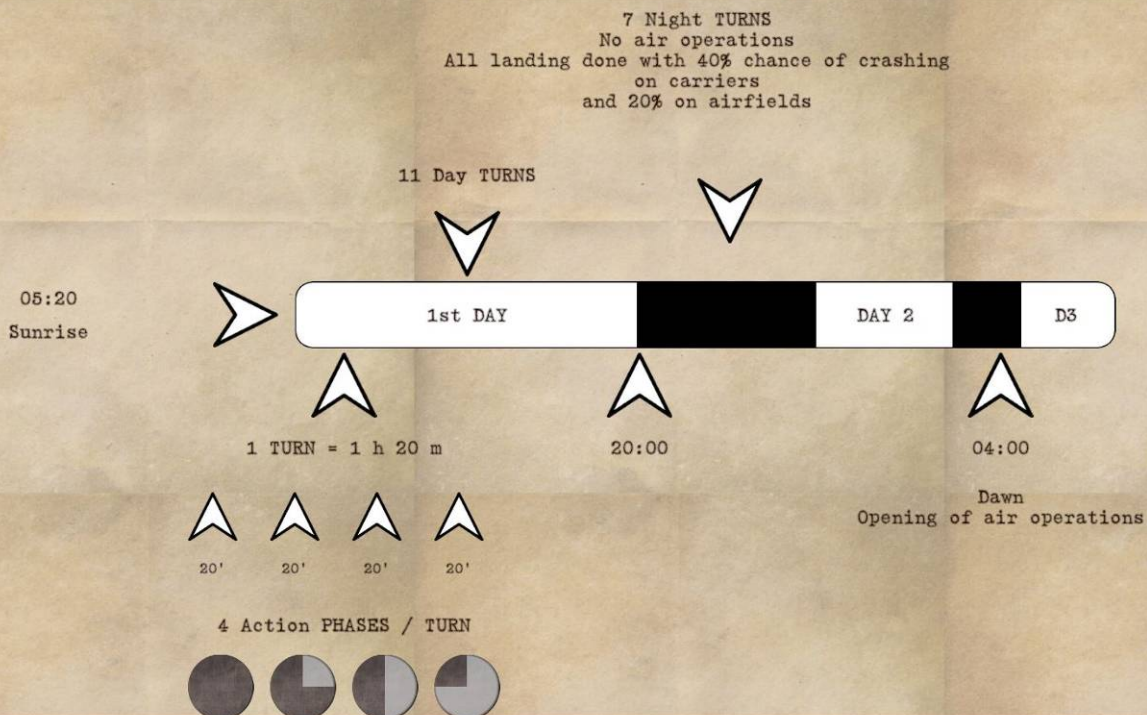 7 Night TURNS
No air operations
All landing done with 40% chance of crashing
on carriers
and 20% on airfields
11 Day TURNS
05:20
Sunrise
1st DAY
DAY 2
D3
1 TURN = 1 h 20 m
20:00
04:00
Dawn
Opening of air operations
20'
20'
20'
20'
4 Action PHASES / TURN